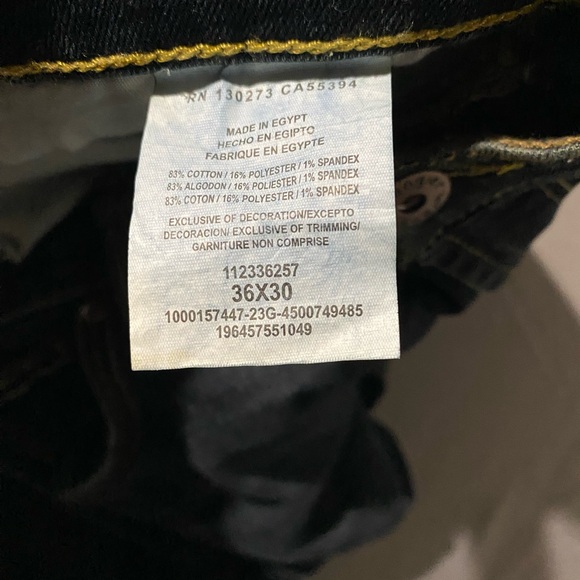 RN 130273 CA55394
MADE IN EGYPT
HECHO EN EGIPTO
FABRIQUE EN EGYPTE
83% COTTON / 16% POLYESTER / 1% SPANDEX
83% ALGODON / 16% POLYESTER / 1% SPANDEX
83% COTON / 16% POLYESTER / 1% SPANDEX
EXCLUSIVE OF DECORATION/EXCEPTO
DECORACION/ EXCLUSIVE OF TRIMMING/
GARNITURE NON COMPRISE
112336257
36X30
1000157447-23G-4500749485
196457551049